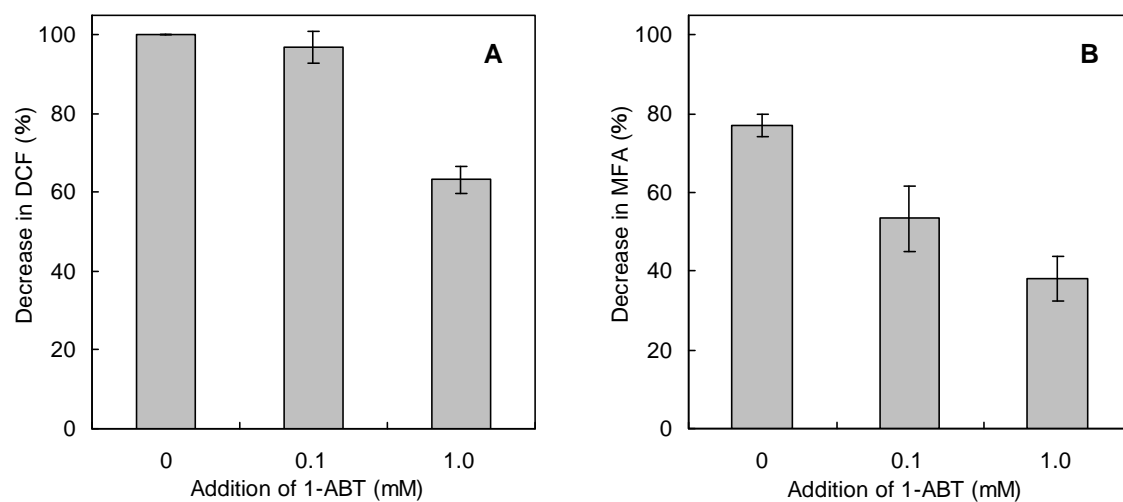 A
Decrease in DCF (%)
100
80
60
40
20
0
0 0.1 1.0
Addition of 1-ABT (mM)
B
Decrease in MFA (%)
100
80
60
40
20
0
0 0.1 1.0
Addition of 1-ABT (mM)